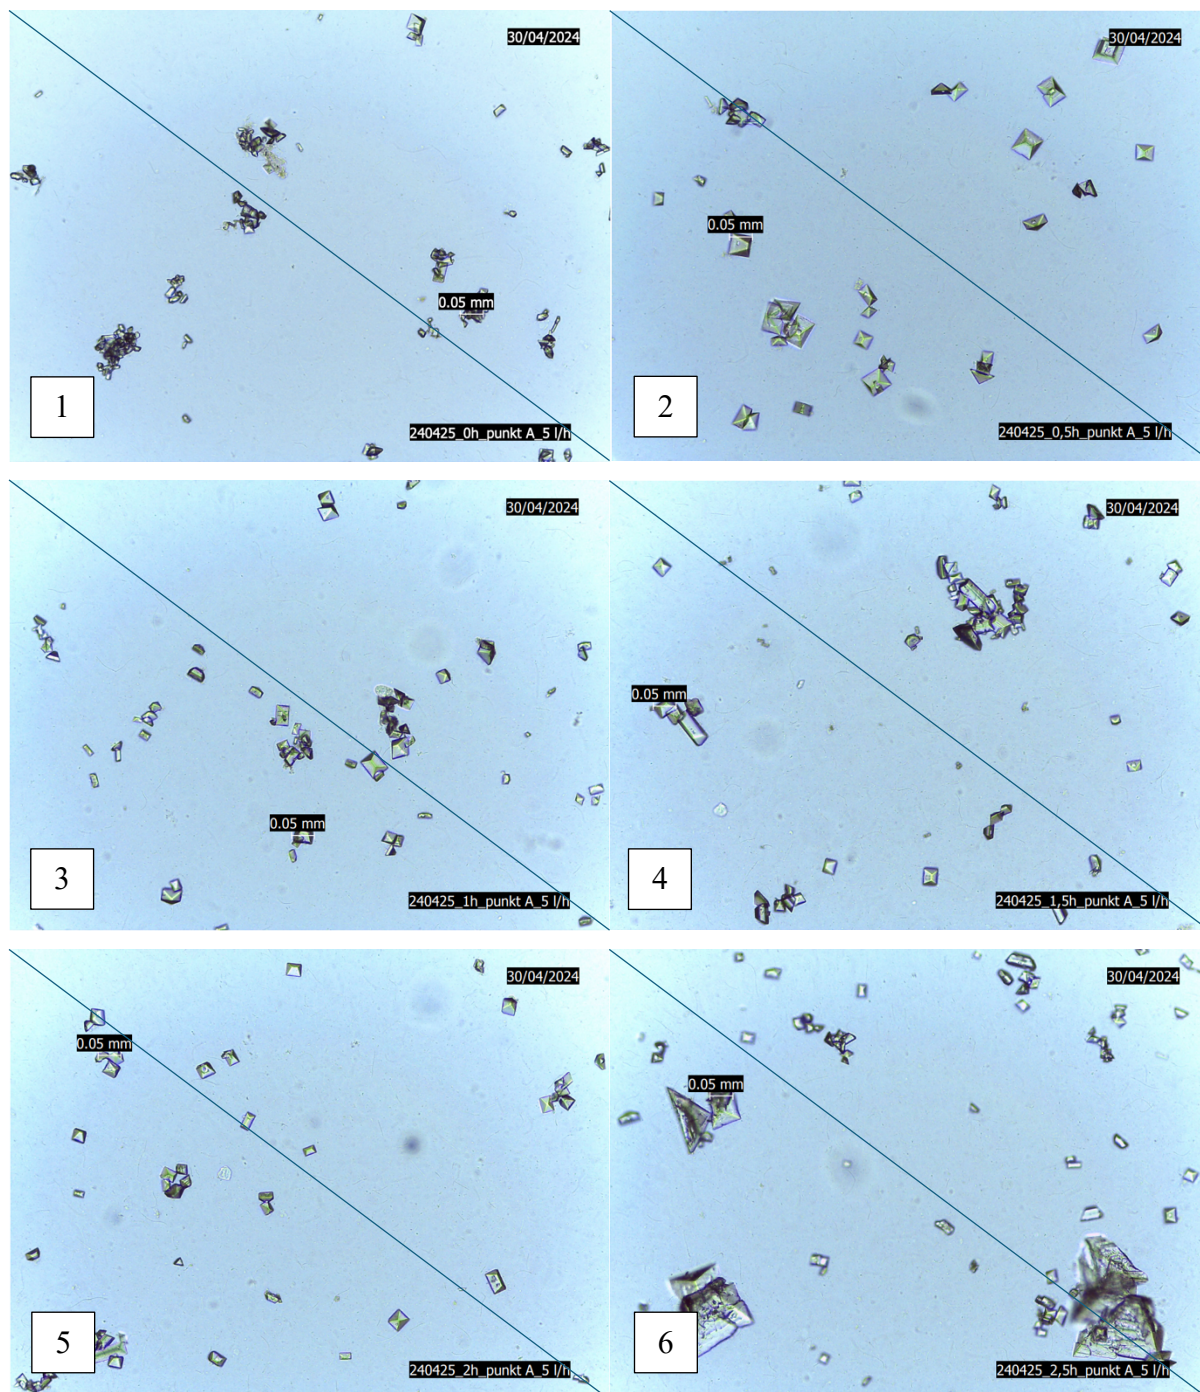 30/04/2024
0.05 mm
1
240425_0h_punkt A_5 l/h
30/04/2024
0.05 mm
2
240425_0,5h_punkt A_5 l/h
30/04/2024
0.05 mm
3
240425_1h_punkt A_5 l/h
30/04/2024
0.05 mm
4
240425_1,5h_punkt A_5 l/h
30/04/2024
0.05 mm
5
240425_2h_punkt A_5 l/h
30/04/2024
0.05 mm
6
240425_2,5h_punkt A_5 l/h